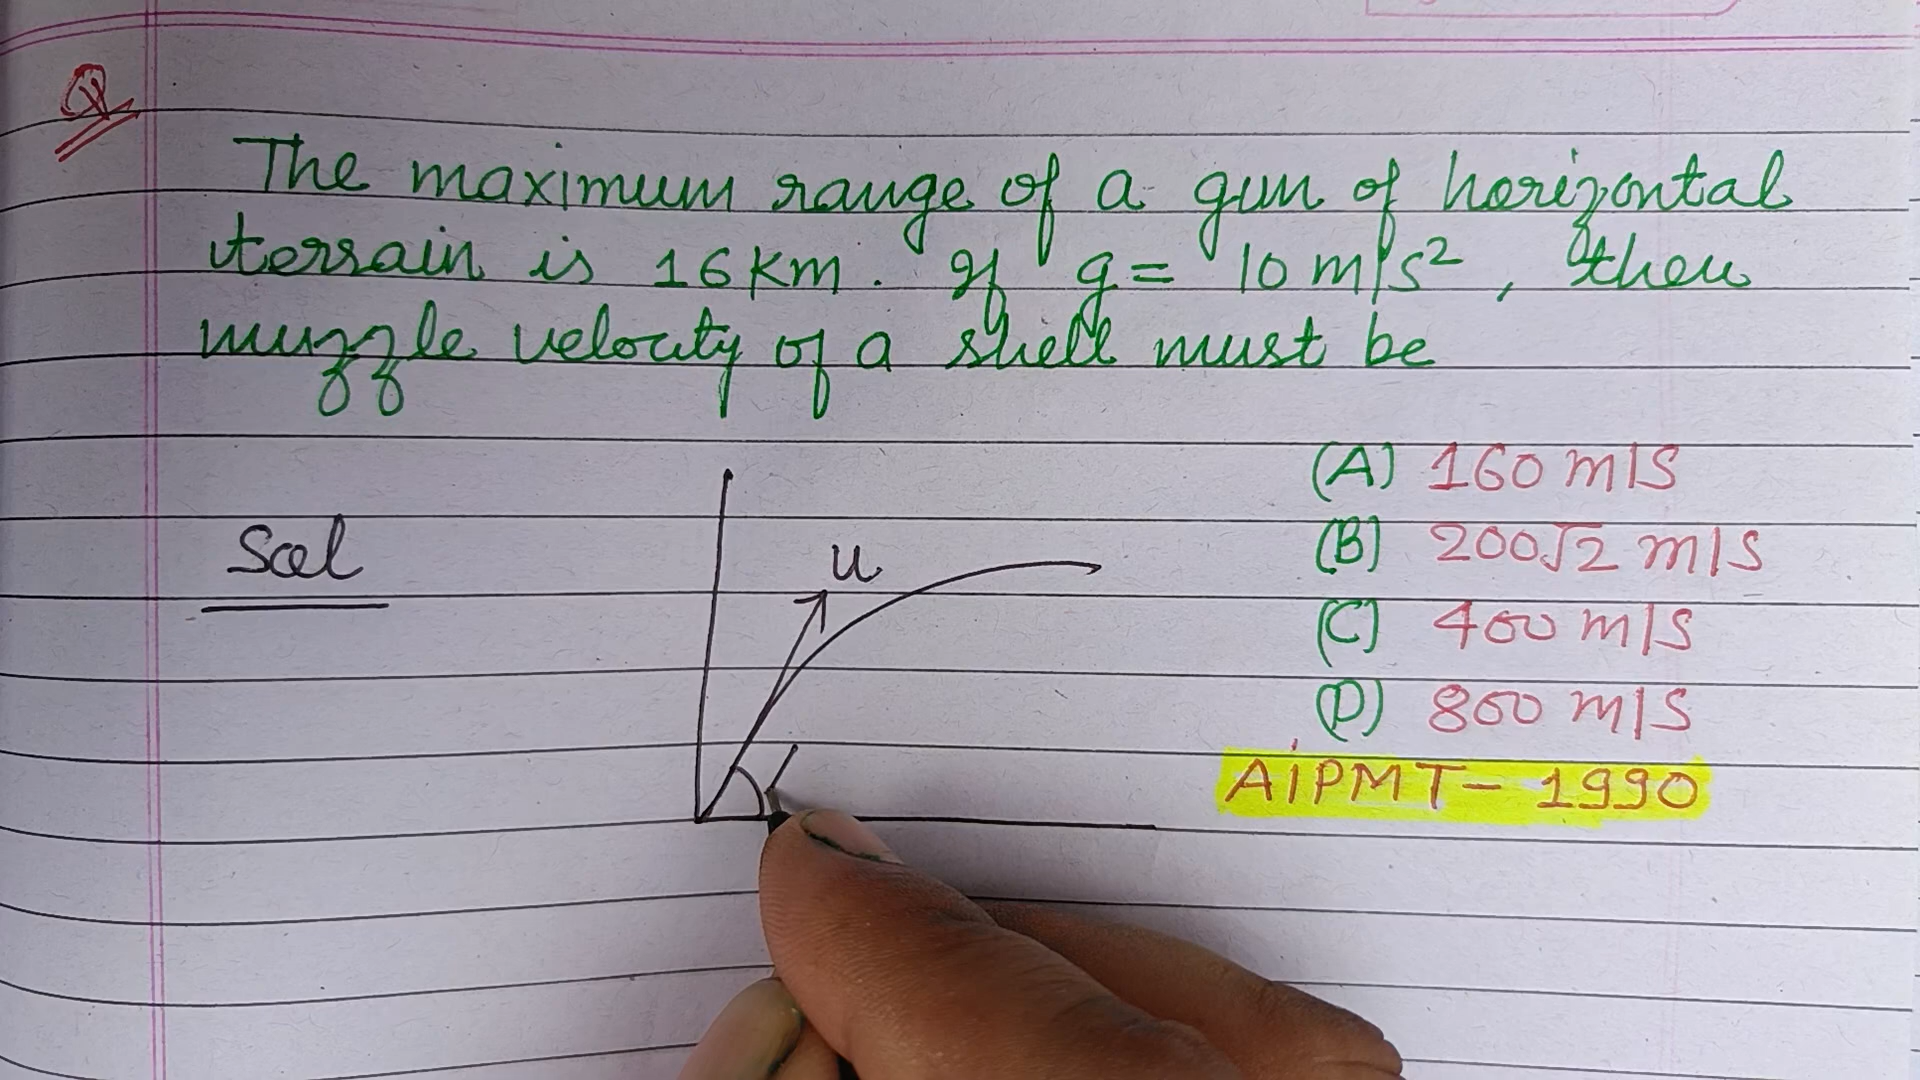 Q
The maximum range of a gun of horizontal
terrain is 16 km. If g = 10 m/s², then
muzzle velocity of a shell must be
Sol
u
(A) 160 m/s
(B) 200√2 m/s
(C) 400 m/s
(D) 800 m/s
AiPMT - 1990